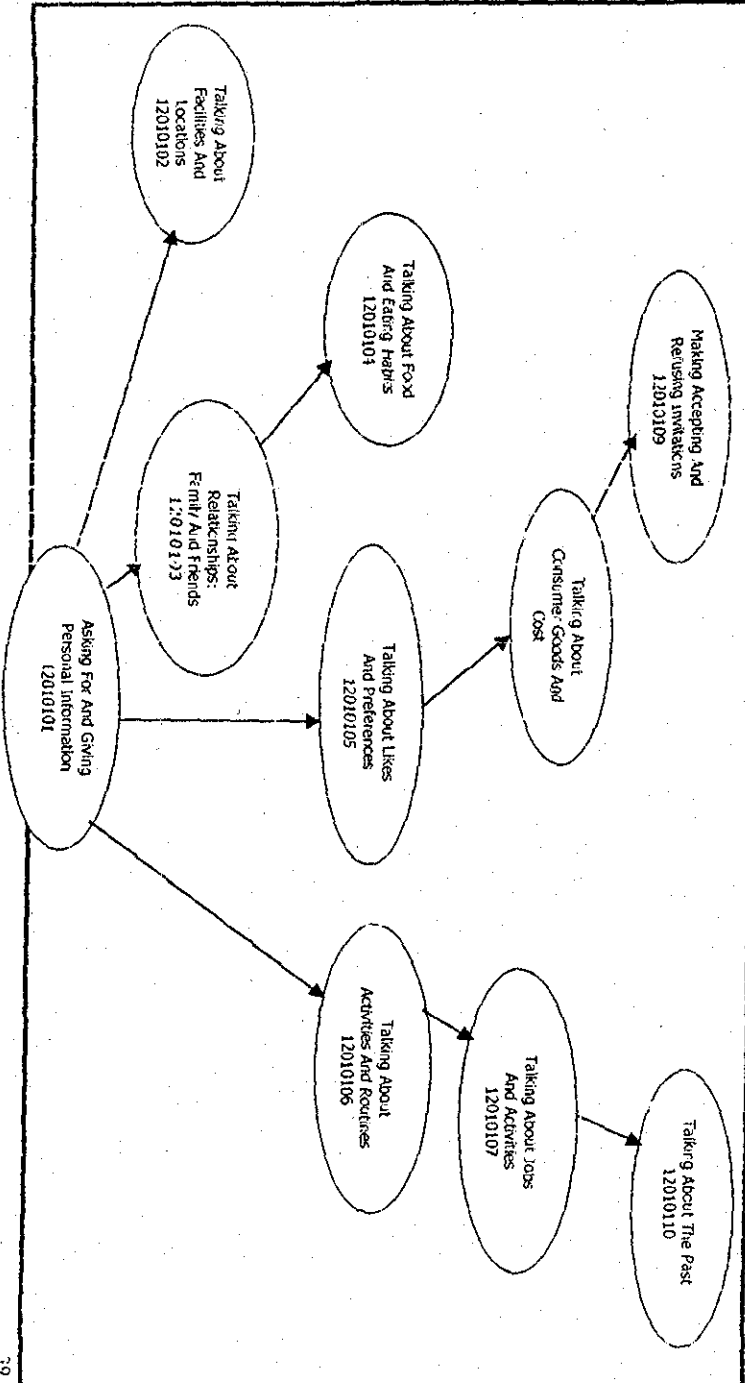 Talking About The Past
12010110
Making Accepting And
Refusing Invitations
12010109
Talking About Jobs
And Activities
12010107
Talking About
Consumer Goods And
Cost
Talking About
Activities And Routines
12010106
Talking About Likes
And Preferences
12010105
Talking About Food
And Eating Habits
12010104
Talking About
Relationships:
Family And Friends
12010103
Talking About
Facilities And
Locations
12010102
Asking For And Giving
Personal Information
12010101